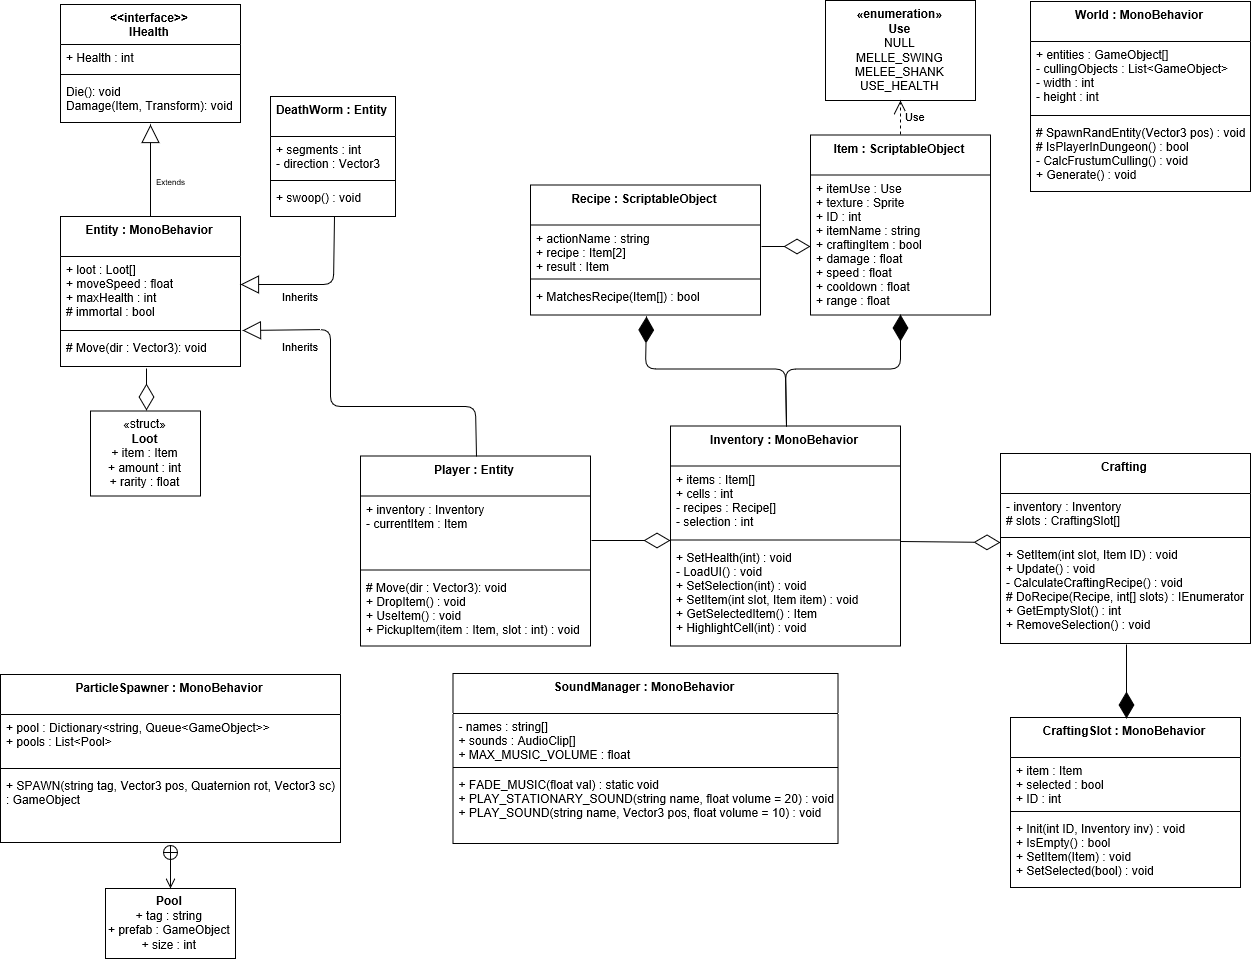 <<interface>>
IHealth
+ Health : int
Die(): void
Damage(Item, Transform): void
Extends
DeathWorm : Entity
+ segments : int
- direction : Vector3
+ swoop() : void
Entity : MonoBehavior
+ loot : Loot[]
+ moveSpeed : float
+ maxHealth : int
# immortal : bool
# Move(dir : Vector3): void
Inherits
Inherits
«struct»
Loot
+ item : Item
+ amount : int
+ rarity : float
«enumeration»
Use
NULL
MELLE_SWING
MELEE_SHANK
USE_HEALTH
Use
Item : ScriptableObject
+ itemUse : Use
+ texture : Sprite
+ ID : int
+ itemName : string
+ craftingItem : bool
+ damage : float
+ speed : float
+ cooldown : float
+ range : float
Recipe : ScriptableObject
+ actionName : string
+ recipe : Item[2]
+ result : Item
+ MatchesRecipe(Item[]) : bool
World : MonoBehavior
+ entities : GameObject[]
- cullingObjects : List<GameObject>
- width : int
- height : int
# SpawnRandEntity(Vector3 pos) : void
# IsPlayerInDungeon() : bool
- CalcFrustumCulling() : void
+ Generate() : void
Player : Entity
+ inventory : Inventory
- currentItem : Item
# Move(dir : Vector3): void
+ DropItem() : void
+ UseItem() : void
+ PickupItem(item : Item, slot : int) : void
Inventory : MonoBehavior
+ items : Item[]
+ cells : int
- recipes : Recipe[]
- selection : int
+ SetHealth(int) : void
- LoadUI() : void
+ SetSelection(int) : void
+ SetItem(int slot, Item item) : void
+ GetSelectedItem() : Item
+ HighlightCell(int) : void
Crafting
- inventory : Inventory
# slots : CraftingSlot[]
+ SetItem(int slot, Item ID) : void
+ Update() : void
- CalculateCraftingRecipe() : void
# DoRecipe(Recipe, int[] slots) : IEnumerator
+ GetEmptySlot() : int
+ RemoveSelection() : void
ParticleSpawner : MonoBehavior
+ pool : Dictionary<string, Queue<GameObject>>
+ pools : List<Pool>
+ SPAWN(string tag, Vector3 pos, Quaternion rot, Vector3 sc)
: GameObject
Pool
+ tag : string
+ prefab : GameObject
+ size : int
SoundManager : MonoBehavior
- names : string[]
+ sounds : AudioClip[]
+ MAX_MUSIC_VOLUME : float
+ FADE_MUSIC(float val) : static void
+ PLAY_STATIONARY_SOUND(string name, float volume = 20) : void
+ PLAY_SOUND(string name, Vector3 pos, float volume = 10) : void
CraftingSlot : MonoBehavior
+ item : Item
+ selected : bool
+ ID : int
+ Init(int ID, Inventory inv) : void
+ IsEmpty() : bool
+ SetItem(Item) : void
+ SetSelected(bool) : void